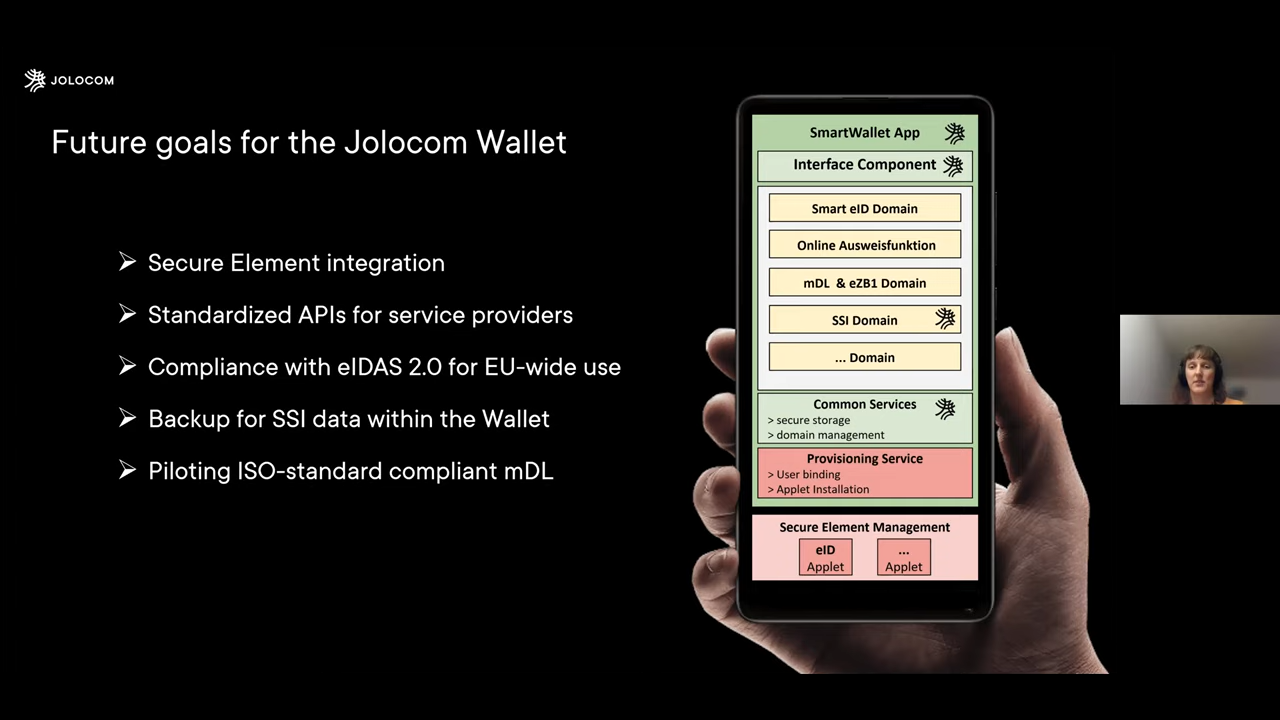 JOLOCOM
Future goals for the Jolocom Wallet
Secure Element integration
Standardized APIs for service providers
Compliance with eIDAS 2.0 for EU-wide use
Backup for SSI data within the Wallet
Piloting ISO-standard compliant mDL
SmartWallet App
Interface Component
Smart eID Domain
Online Ausweisfunktion
mDL & eZB1 Domain
SSI Domain
... Domain
Common Services
> secure storage
> domain management
Provisioning Service
> User binding
> Applet Installation
Secure Element Management
eID ...
Applet Applet